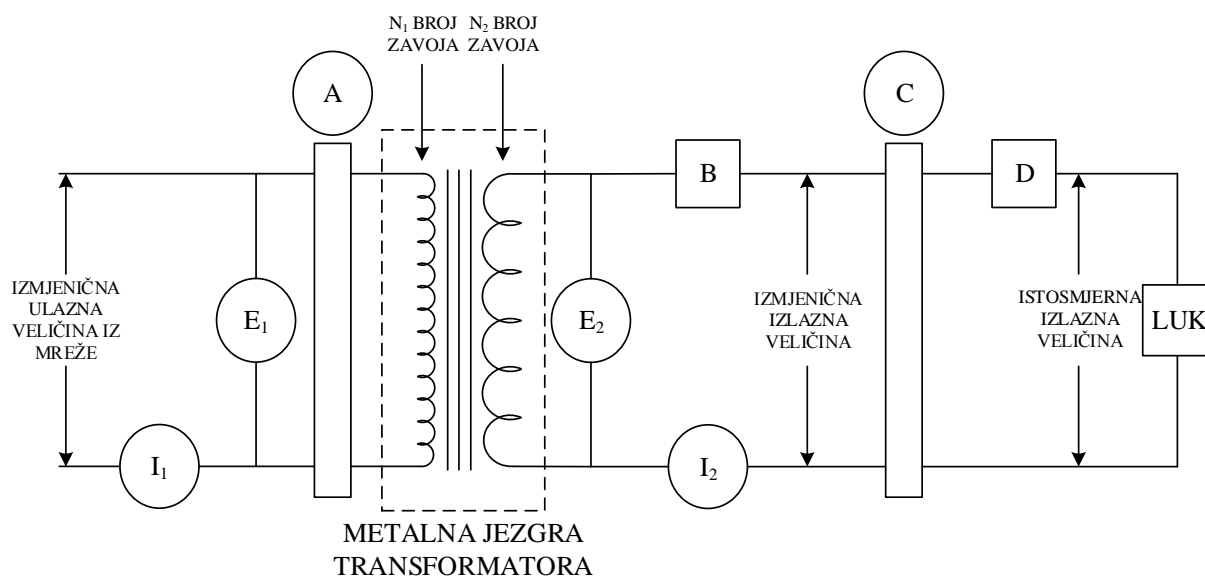 N₁ BROJ
ZAVOJA
N₂ BROJ
ZAVOJA
A
C
B
D
IZMJENIČNA
ULAZNA
VELIČINA IZ
MREŽE
E₁
E₂
IZMJENIČNA
IZLAZNA
VELIČINA
ISTOSMJERNA
IZLAZNA
VELIČINA
LUK
I₁
I₂
METALNA JEZGRA
TRANSFORMATORA